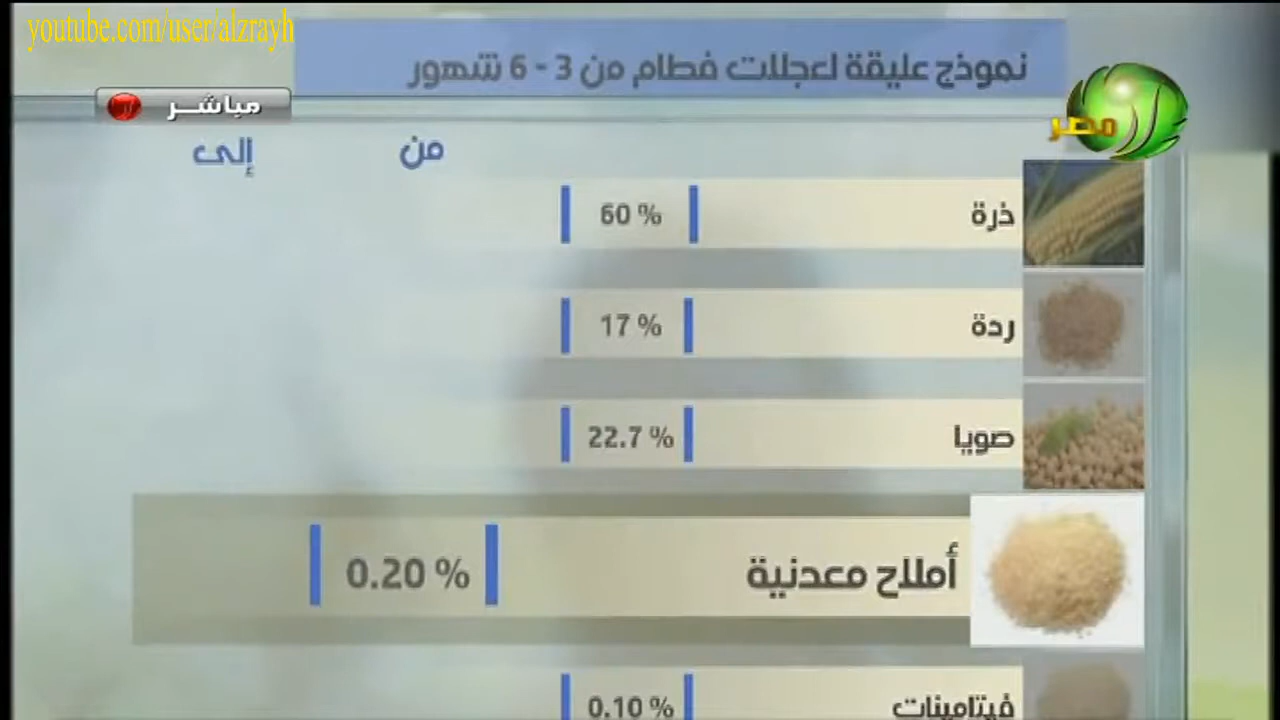 youtube.com/user/alzrayh
نموذج عليقة لعجلات فطام من 3 - 6 شهور
مباشر
مصر
من إلى
ذرة 60 %
ردة 17 %
صويا 22.7 %
أملاح معدنية 0.20 %
فيتامينات 0.10 %